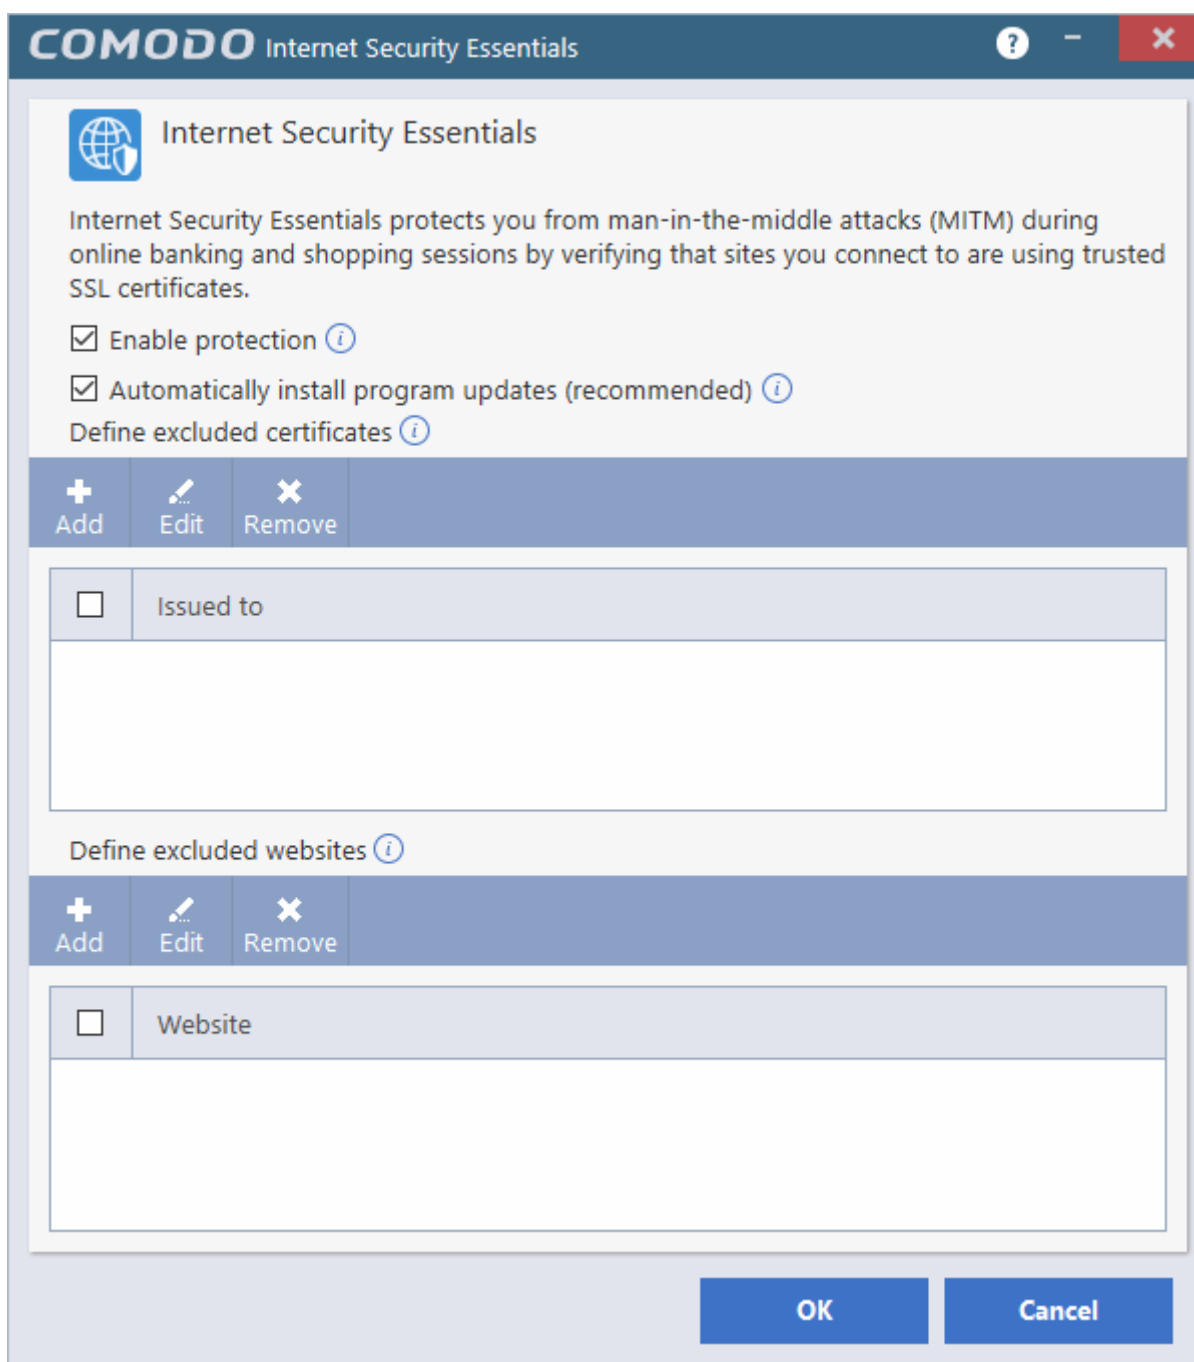 COMODO Internet Security Essentials ?
Internet Security Essentials
Internet Security Essentials protects you from man-in-the-middle attacks (MITM) during
online banking and shopping sessions by verifying that sites you connect to are using trusted
SSL certificates.
Enable protection i
Automatically install program updates (recommended) i
Define excluded certificates i
Add Edit Remove
Issued to
Define excluded websites i
Add Edit Remove
Website
OK Cancel